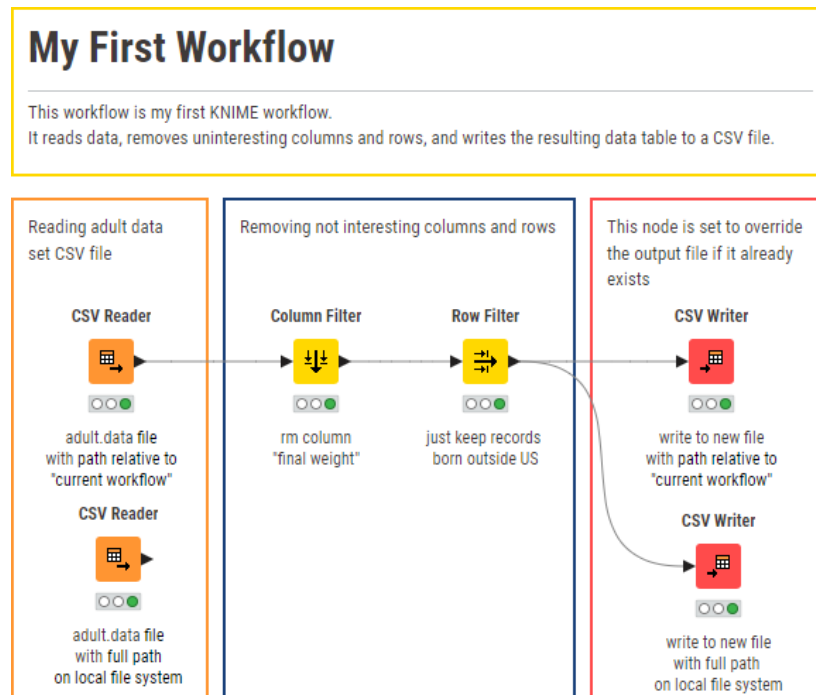 My First Workflow
This workflow is my first KNIME workflow.
It reads data, removes uninteresting columns and rows, and writes the resulting data table to a CSV file.
Reading adult data
set CSV file
Removing not interesting columns and rows
This node is set to override
the output file if it already
exists
CSV Reader
Column Filter
Row Filter
CSV Writer
adult.data file
with path relative to
"current workflow"
rm column
"final weight"
just keep records
born outside US
write to new file
with path relative to
"current workflow"
CSV Reader
CSV Writer
adult.data file
with full path
on local file system
write to new file
with full path
on local file system